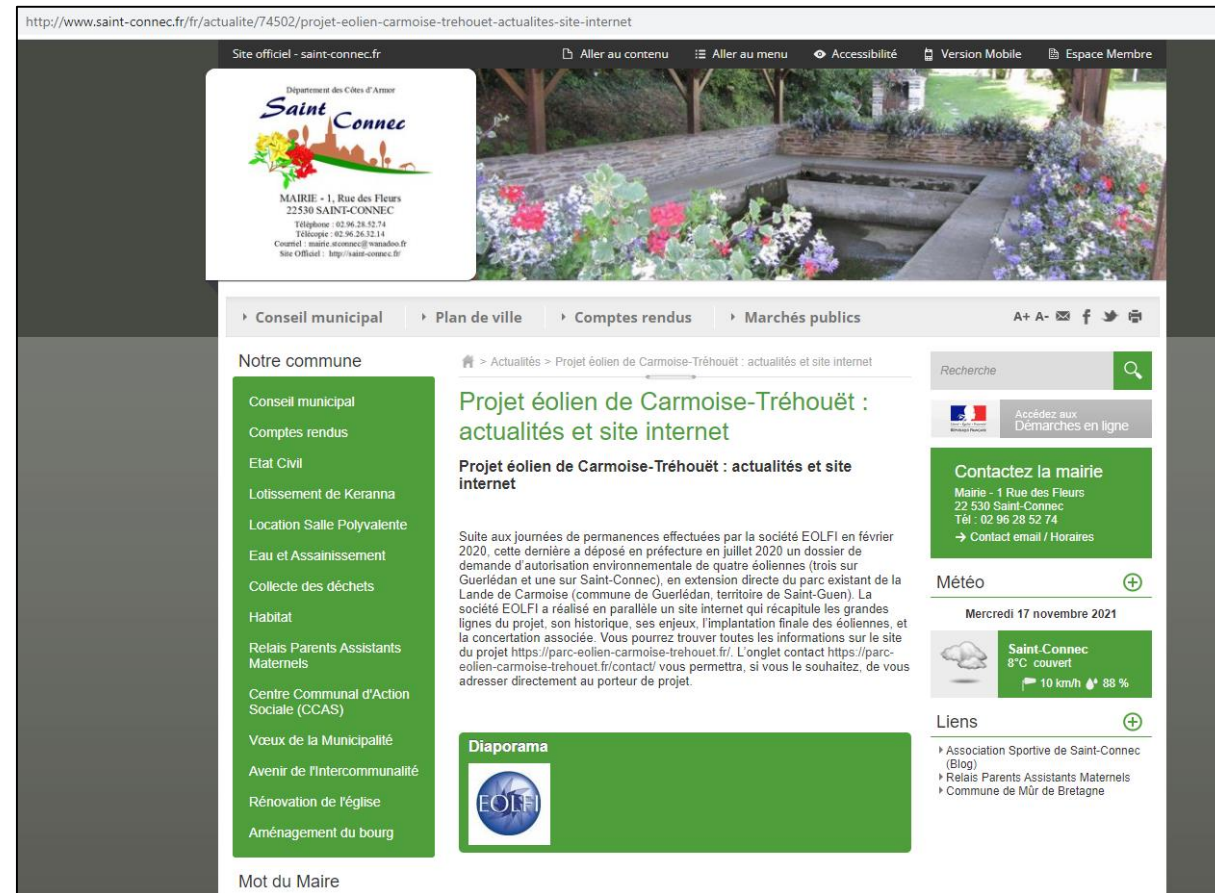 http://www.saint-connec.fr/fr/actualite/74502/projet-eolien-carmoise-trehouet-actualites-site-internet
Site officiel - saint-connec.fr
Aller au contenu
Aller au menu
Accessibilité
Version Mobile
Espace Membre
Département des Côtes d'Armor
Saint
Connec
MAIRIE - 1, Rue des Fleurs
22530 SAINT-CONNEC
Téléphone : 02.96.28.52.74
Télécopie : 02.96.26.32.14
Courriel : mairie.stconnec@wanadoo.fr
Site Officiel : http://saint-connec.fr/
Conseil municipal
Plan de ville
Comptes rendus
Marchés publics
A+ A-
Notre commune
Conseil municipal
Comptes rendus
Etat Civil
Lotissement de Keranna
Location Salle Polyvalente
Eau et Assainissement
Collecte des déchets
Habitat
Relais Parents Assistants
Maternels
Centre Communal d'Action
Sociale (CCAS)
Vœux de la Municipalité
Avenir de l'Intercommunalité
Rénovation de l'église
Aménagement du bourg
Mot du Maire
> Actualités > Projet éolien de Carmoise-Tréhouët : actualités et site internet
Projet éolien de Carmoise-Tréhouët :
actualités et site internet
Projet éolien de Carmoise-Tréhouët : actualités et site
internet
Suite aux journées de permanences effectuées par la société EOLFI en février
2020, cette dernière a déposé en préfecture en juillet 2020 un dossier de
demande d'autorisation environnementale de quatre éoliennes (trois sur
Guerlédan et une sur Saint-Connec), en extension directe du parc existant de la
Lande de Carmoise (commune de Guerlédan, territoire de Saint-Guen). La
société EOLFI a réalisé en parallèle un site internet qui récapitule les grandes
lignes du projet, son historique, ses enjeux, l'implantation finale des éoliennes, et
la concertation associée. Vous pourrez trouver toutes les informations sur le site
du projet https://parc-eolien-carmoise-trehouet.fr/. L'onglet contact https://parc-
eolien-carmoise-trehouet.fr/contact/ vous permettra, si vous le souhaitez, de vous
adresser directement au porteur de projet.
Diaporama
EOLFI
Recherche
Accédez aux
Démarches en ligne
Contactez la mairie
Mairie - 1 Rue des Fleurs
22 530 Saint-Connec
Tél : 02 96 28 52 74
→ Contact email / Horaires
Météo
Mercredi 17 novembre 2021
Saint-Connec
8°C couvert
10 km/h 88 %
Liens
Association Sportive de Saint-Connec
(Blog)
Relais Parents Assistants Maternels
Commune de Mûr de Bretagne